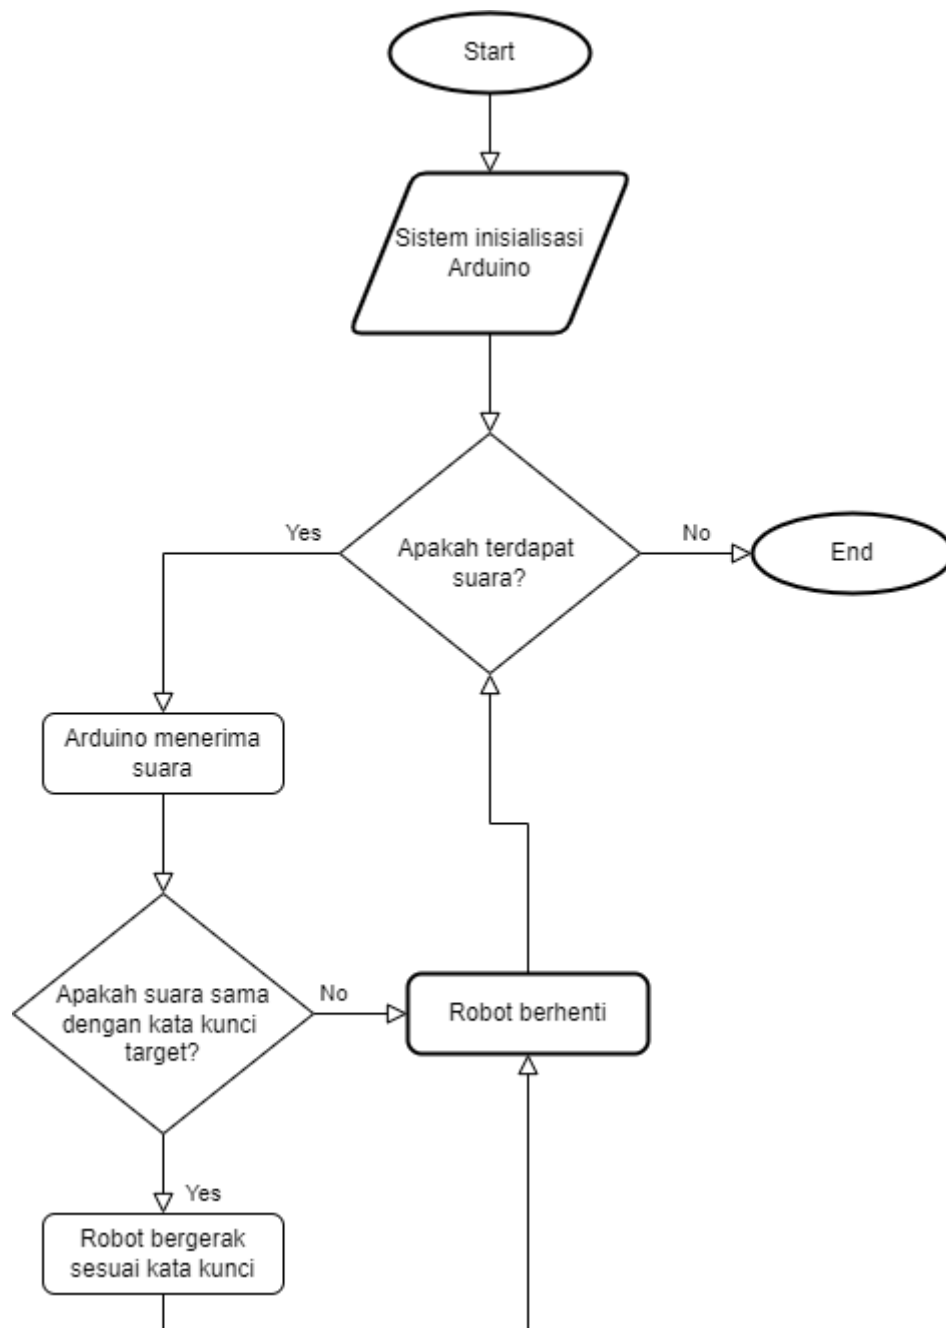 Start
Sistem inisialisasi
Arduino
Apakah terdapat
suara?
Yes
No
End
Arduino menerima
suara
Apakah suara sama
dengan kata kunci
target?
No
Robot berhenti
Yes
Robot bergerak
sesuai kata kunci